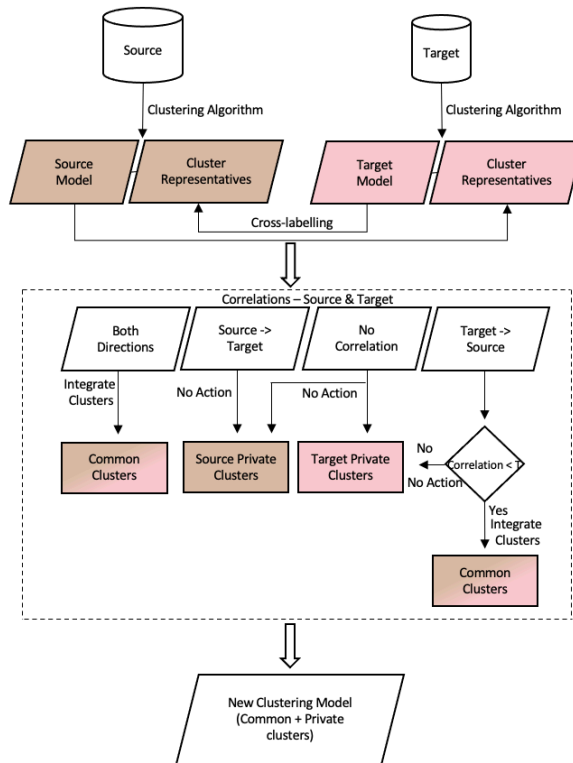 Source
Target
Clustering Algorithm
Clustering Algorithm
Source
Model
Cluster
Representatives
Target
Model
Cluster
Representatives
Cross-labelling
Correlations – Source & Target
Both
Directions
Source ->
Target
No
Correlation
Target ->
Source
Integrate
Clusters
No Action
No Action
Common
Clusters
Source Private
Clusters
Target Private
Clusters
No
No Action
Correlation < T
Yes
Integrate
Clusters
Common
Clusters
New Clustering Model
(Common + Private
clusters)